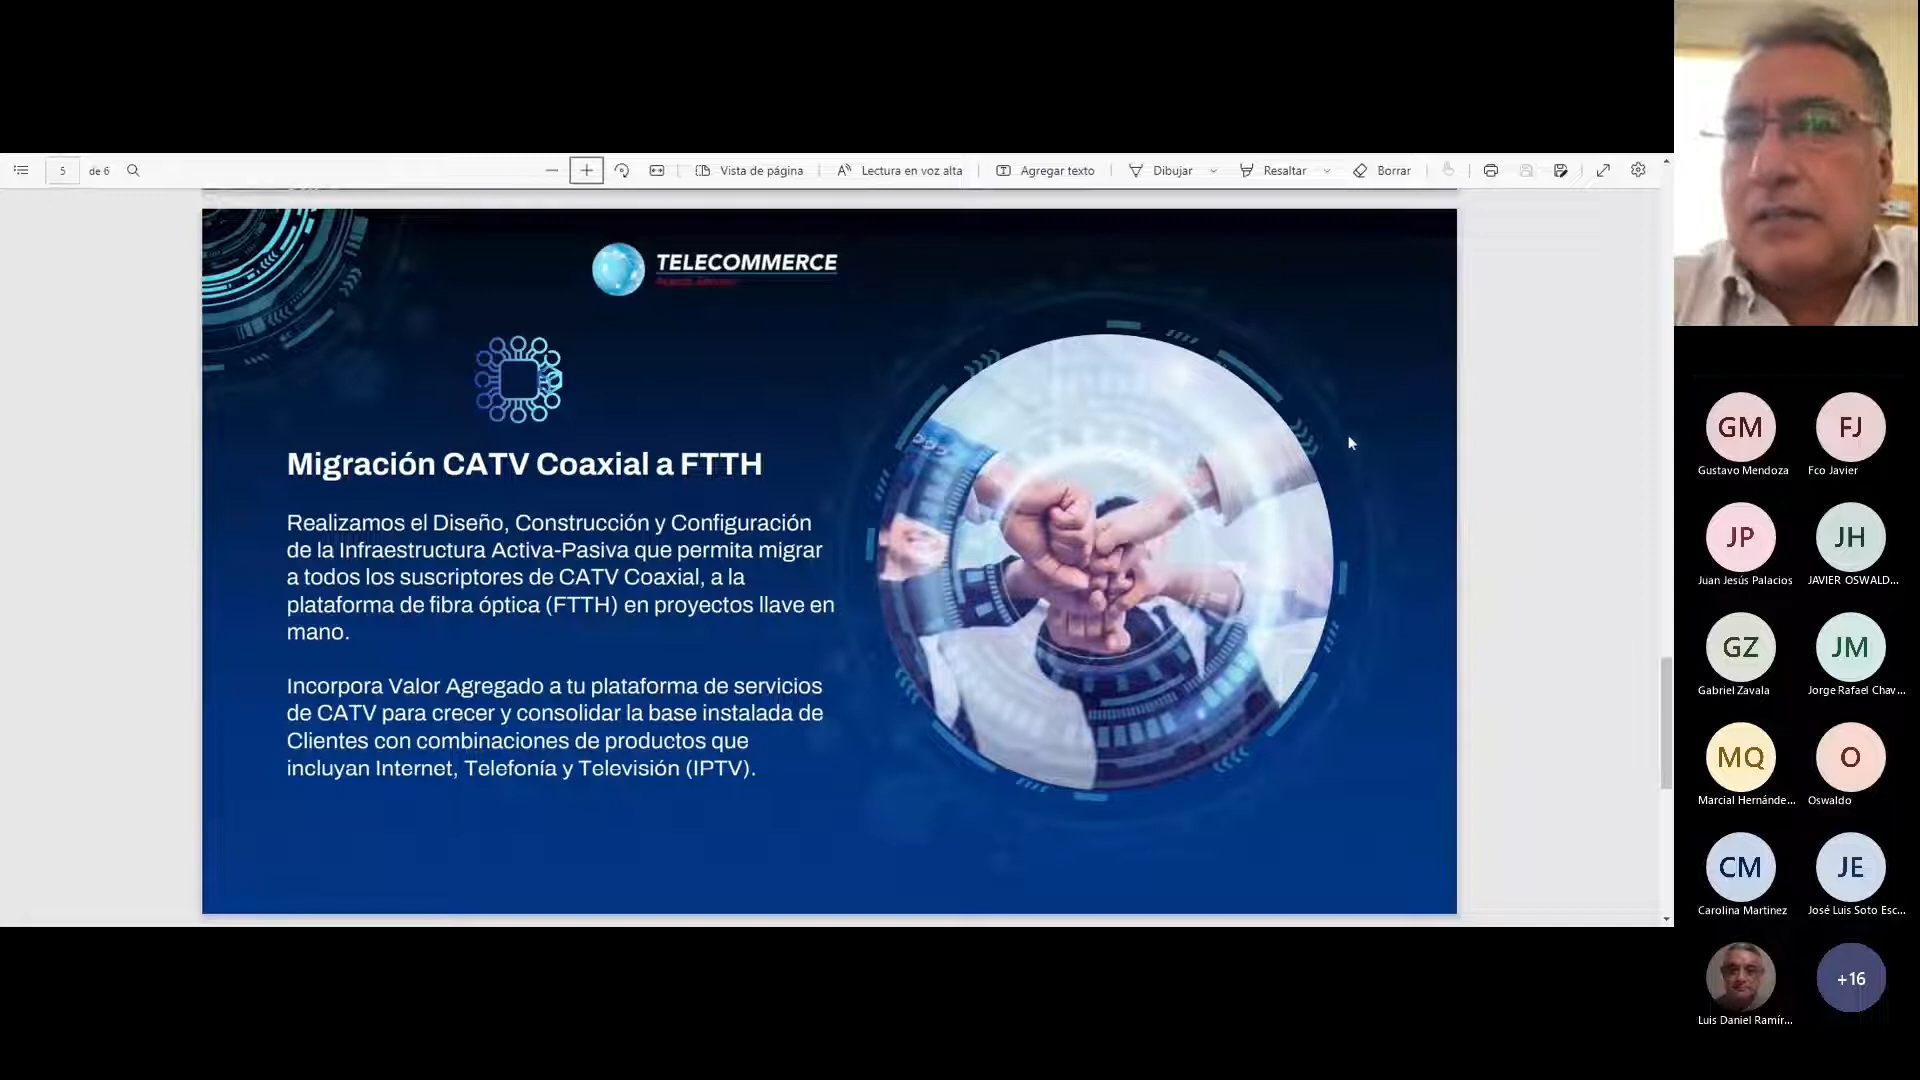 5 de 6 Vista de página Lectura en voz alta Agregar texto Dibujar Resaltar Borrar
TELECOMMERCE
Migración CATV Coaxial a FTTH
Realizamos el Diseño, Construcción y Configuración
de la Infraestructura Activa-Pasiva que permita migrar
a todos los suscriptores de CATV Coaxial, a la
plataforma de fibra óptica (FTTH) en proyectos llave en
mano.
Incorpora Valor Agregado a tu plataforma de servicios
de CATV para crecer y consolidar la base instalada de
Clientes con combinaciones de productos que
incluyan Internet, Telefonía y Televisión (IPTV).
GM FJ
Gustavo Mendoza Fco Javier
JP JH
Juan Jesús Palacios JAVIER OSWALD...
GZ JM
Gabriel Zavala Jorge Rafael Chav...
MQ O
Marcial Hernánde... Oswaldo
CM JE
Carolina Martinez José Luis Soto Esc...
+16
Luis Daniel Ramír...